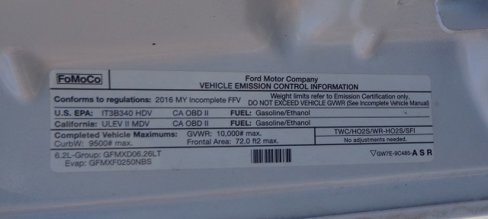 FoMoCo
Ford Motor Company
VEHICLE EMISSION CONTROL INFORMATION
Conforms to regulations: 2016 MY Incomplete FFV
Weight limits refer to Emission Certification only.
DO NOT EXCEED VEHICLE GVWR (See Incomplete Vehicle Manual)
U.S. EPA: IT3B340 HDV CA OBD II FUEL: Gasoline/Ethanol
California: ULEV II MDV CA OBD II FUEL: Gasoline/Ethanol
Completed Vehicle Maximums: GVWR: 10,000# max.
CurbW: 9500# max. Frontal Area: 72.0 ft2 max.
TWC/HO2S/WR-HO2S/SFI
No adjustments needed.
6.2L-Group: GFMXD06.26LT
Evap: GFMXF0250NBS
GW7E-9C485-ASR